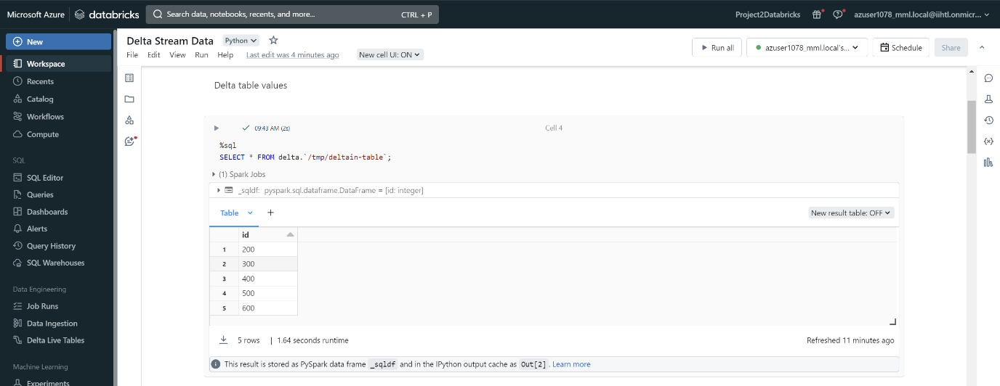 Microsoft Azure databricks Search data, notebooks, recents, and more... CTRL + P Project2Databricks azuser1078_mml.local@iihtl.onmicr...
New
Workspace
Recents
Catalog
Workflows
Compute
SQL
SQL Editor
Queries
Dashboards
Alerts
Query History
SQL Warehouses
Data Engineering
Job Runs
Data Ingestion
Delta Live Tables
Machine Learning
Experiments
Delta Stream Data Python
File Edit View Run Help Last edit was 4 minutes ago New cell UI: ON
Run all azuser1078_mml.local's... Schedule Share
Delta table values
09:43 AM (2s) Cell 4
%sql
SELECT * FROM delta.`/tmp/deltain-table`;
(1) Spark Jobs
_sqldf: pyspark.sql.dataframe.DataFrame = [id: integer]
Table + New result table: OFF
id
1 200
2 300
3 400
4 500
5 600
5 rows | 1.64 seconds runtime Refreshed 11 minutes ago
This result is stored as PySpark data frame _sqldf and in the IPython output cache as Out[2]. Learn more